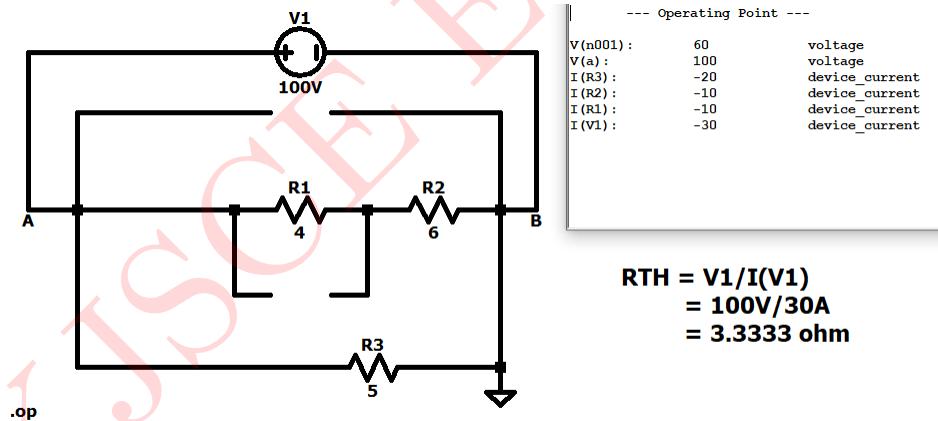 V1
100V
R1
R2
A
B
4
6
R3
5
.op
--- Operating Point ---
V(n001): 60 voltage
V(a): 100 voltage
I(R3): -20 device_current
I(R2): -10 device_current
I(R1): -10 device_current
I(V1): -30 device_current
RTH = V1/I(V1)
= 100V/30A
= 3.3333 ohm
KJSCE E